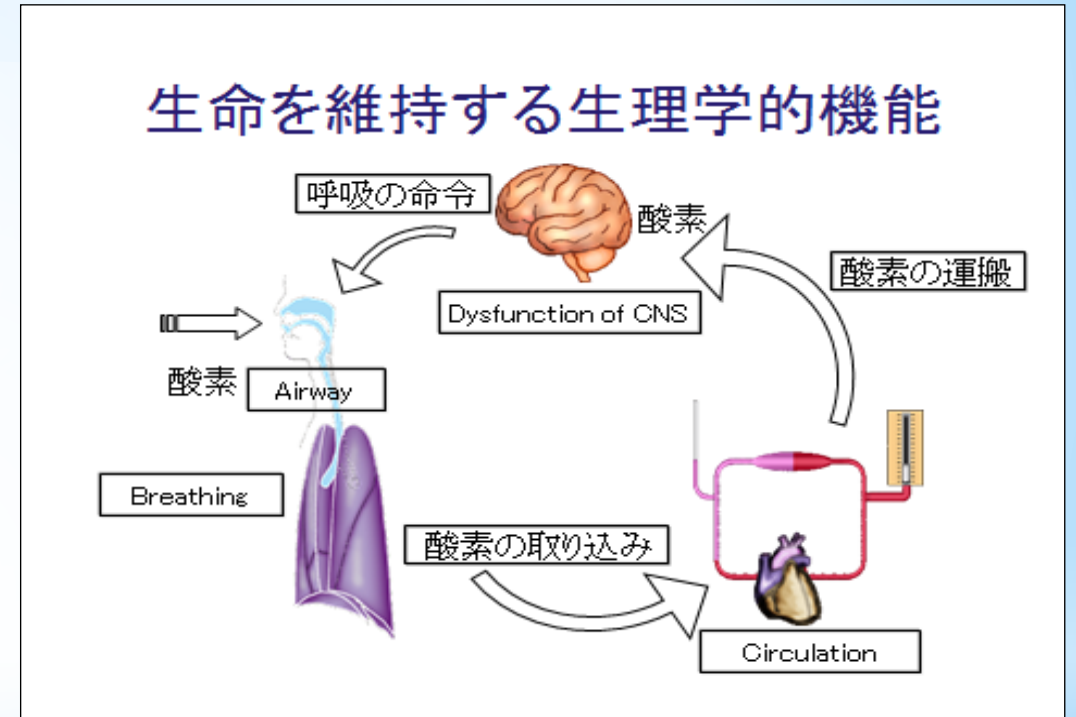 生命を維持する生理学的機能
呼吸の命令
酸素
酸素の運搬
Dysfunction of CNS
酸素
Airway
Breathing
酸素の取り込み
Circulation